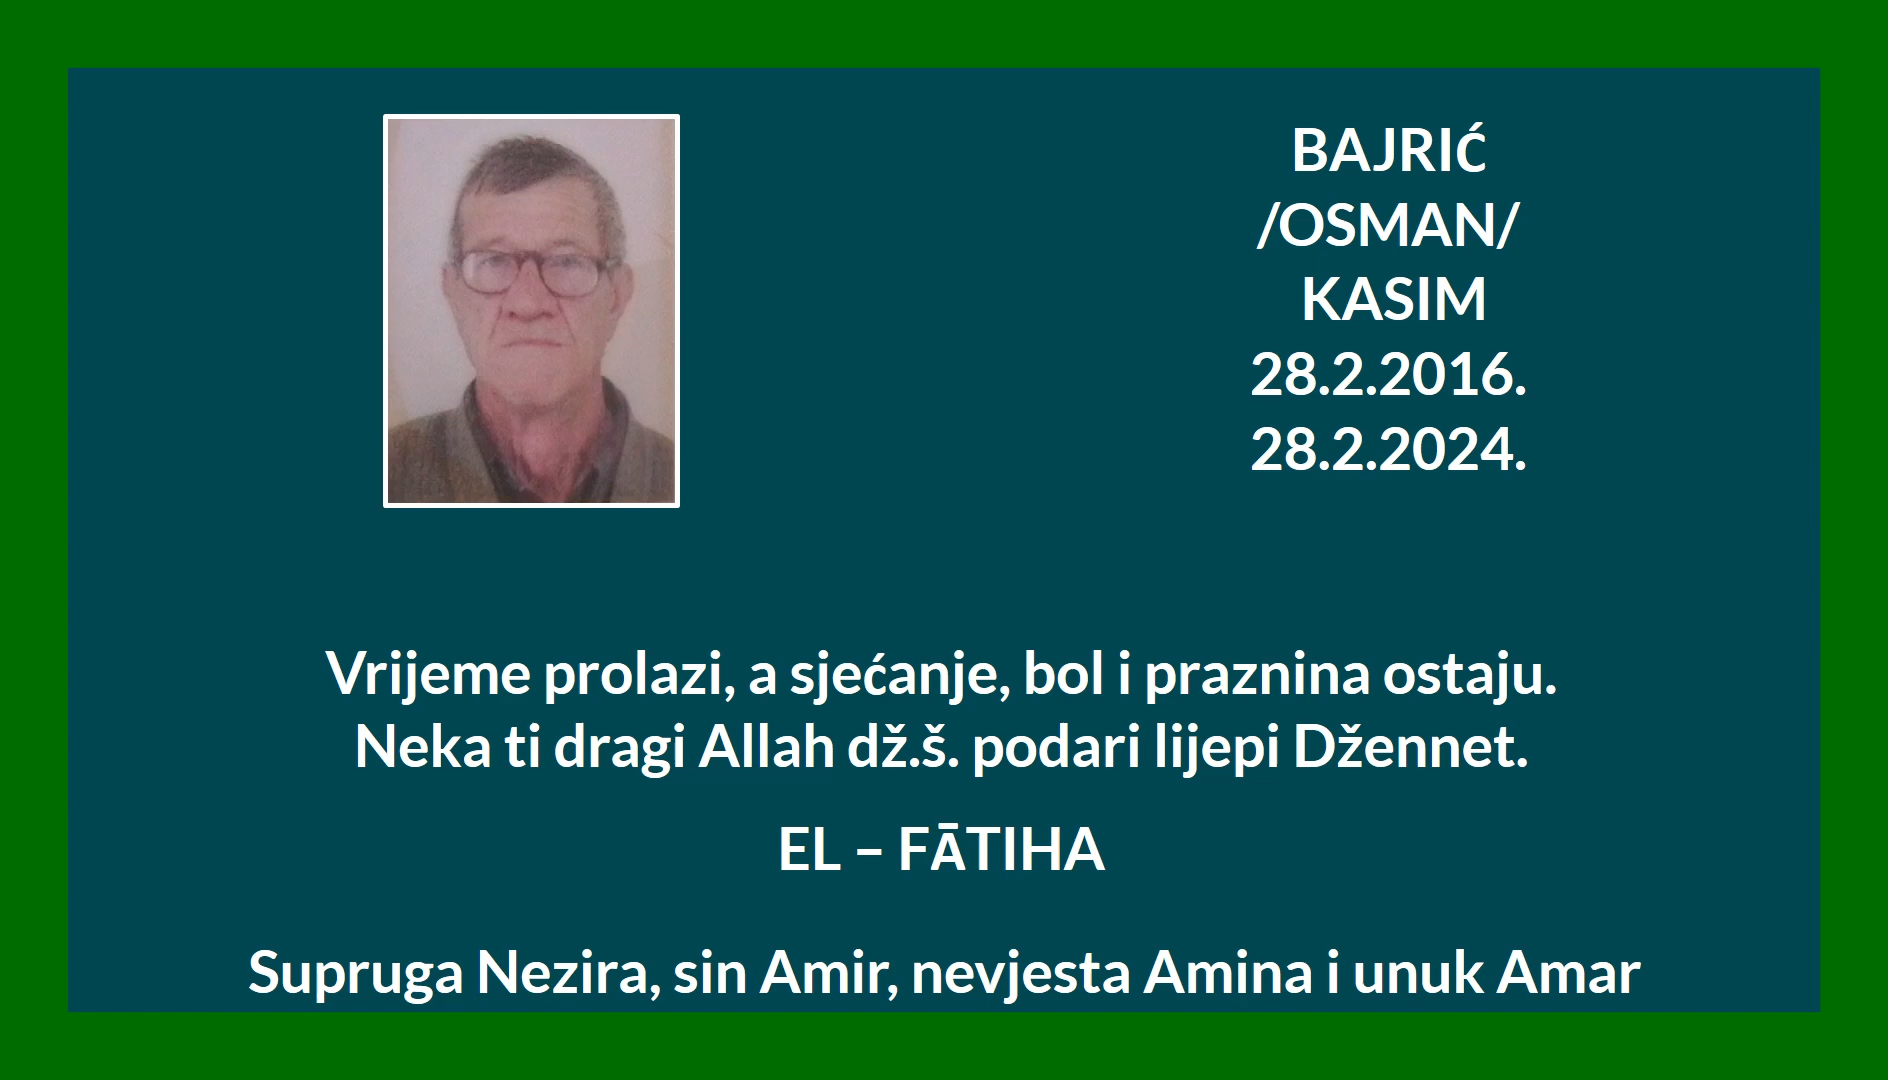 BAJRIĆ
/OSMAN/
KASIM
28.2.2016.
28.2.2024.
Vrijeme prolazi, a sjećanje, bol i praznina ostaju.
Neka ti dragi Allah dž.š. podari lijepi Džennet.
EL – FĀTIHA
Supruga Nezira, sin Amir, nevjesta Amina i unuk Amar